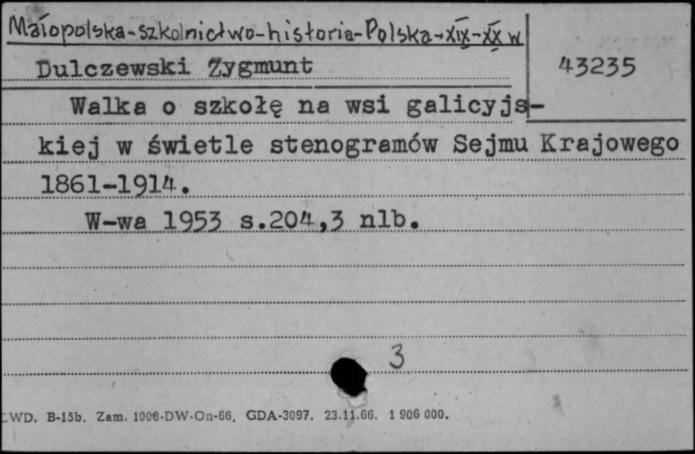 Małopolska-szkolnictwo-historia-Polska-XIX-XX w
Dulczewski Zygmunt
43235
Walka o szkołę na wsi galicyjs-
kiej w świetle stenogramów Sejmu Krajowego
1861-1914.
W-wa 1953 s.204,3 nlb.
3
LWD. B-15b. Zam. 1006-DW-On-66. GDA-3097. 23.11.66. 1 906 000.